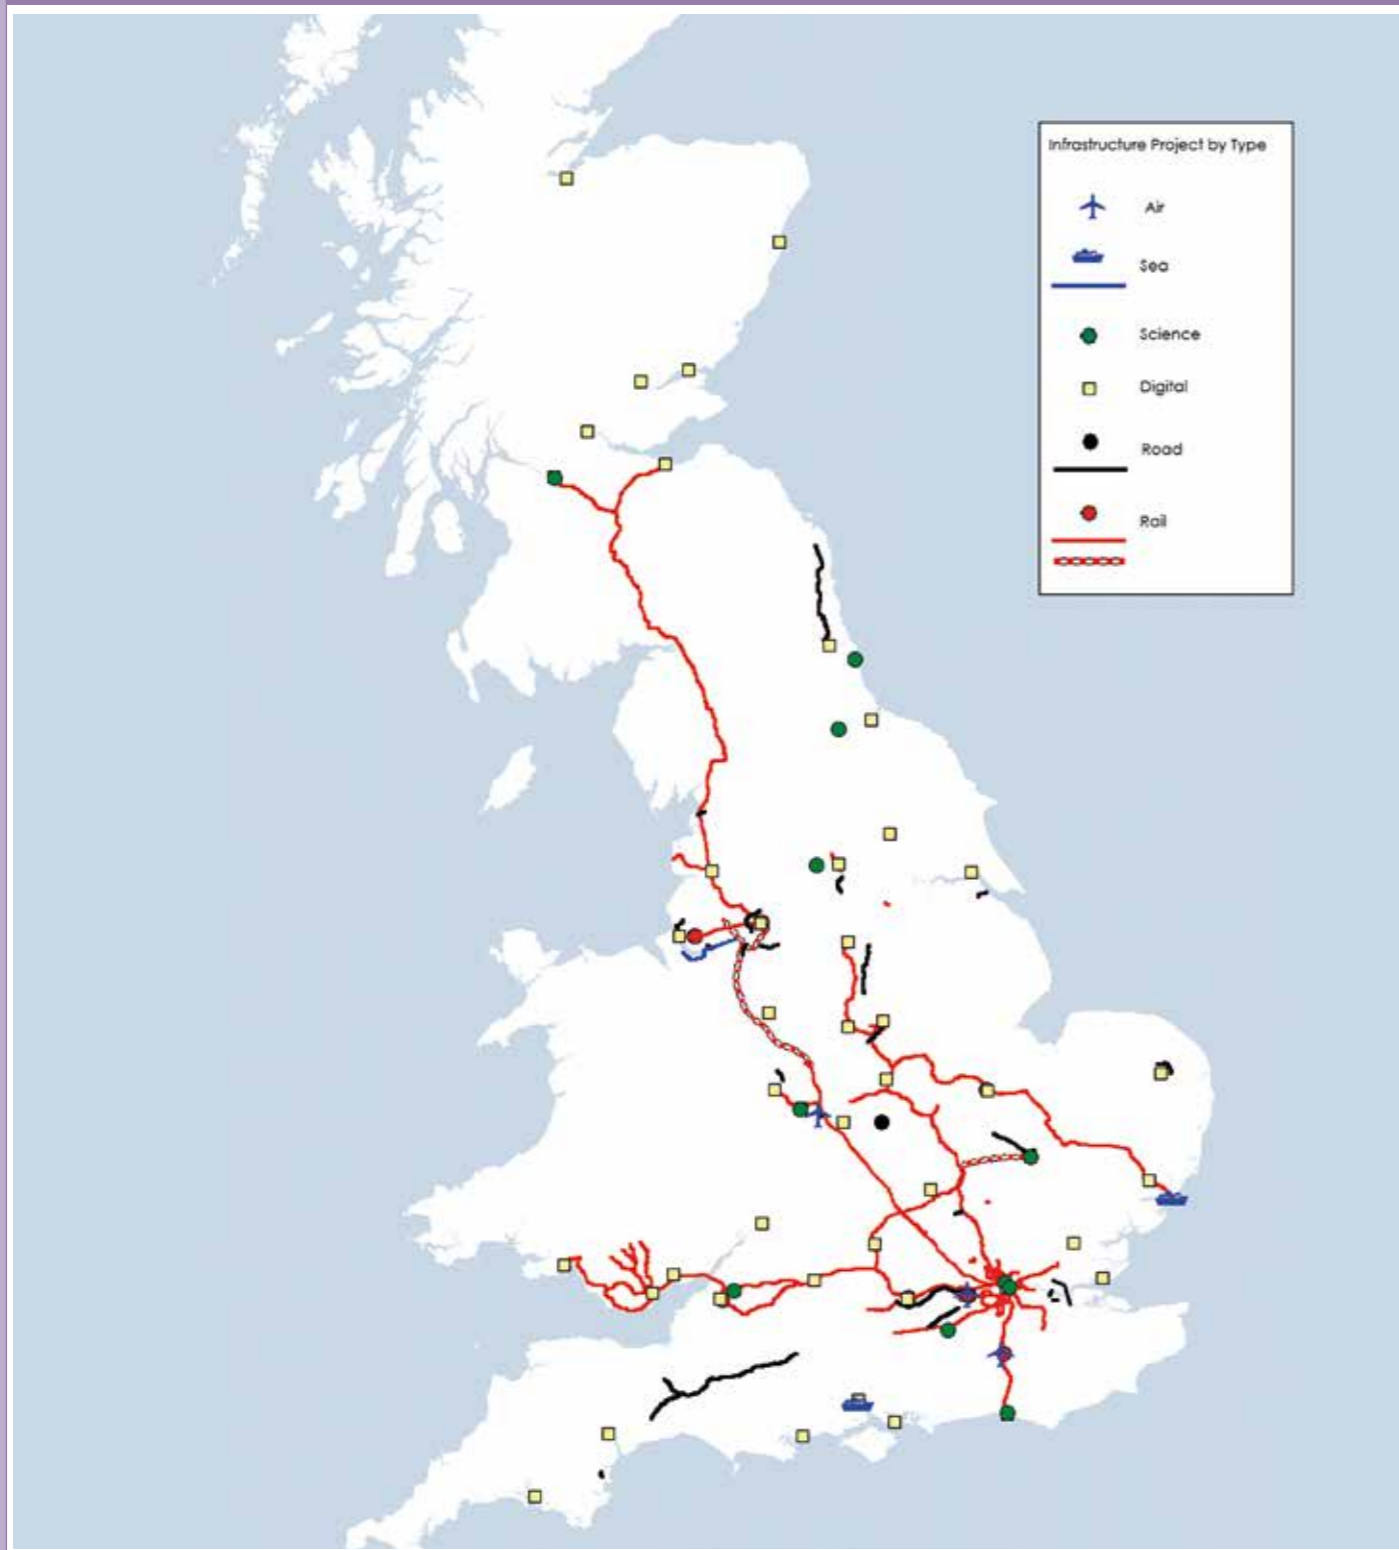 Infrastructure Project by Type
Air
Sea
Science
Digital
Road
Rail